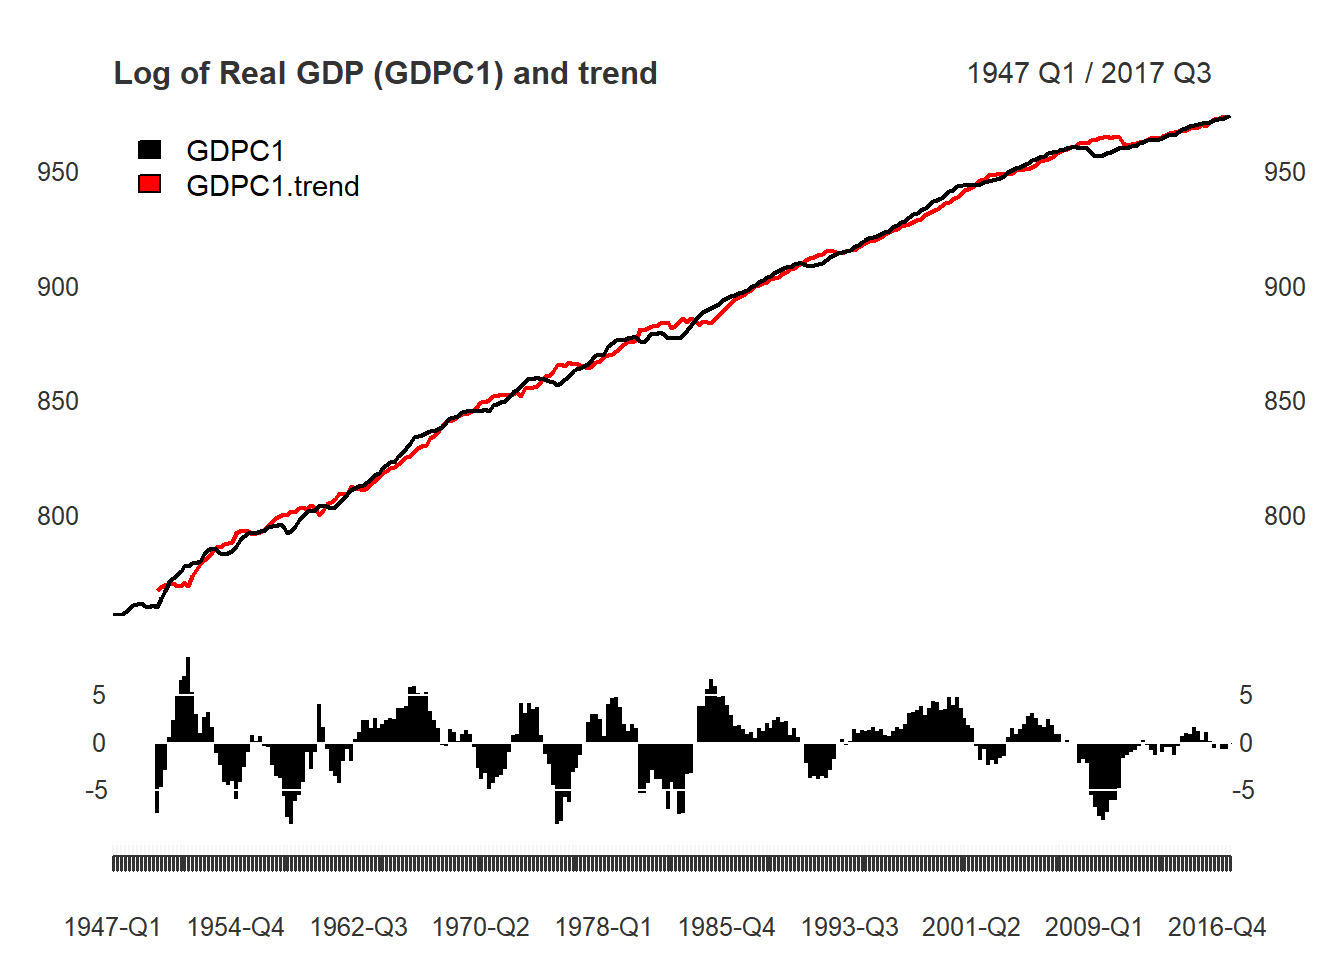 Log of Real GDP (GDPC1) and trend 1947 Q1 / 2017 Q3
GDPC1
GDPC1.trend
950 950
900 900
850 850
800 800
5 5
0 0
-5 -5
1947-Q1 1954-Q4 1962-Q3 1970-Q2 1978-Q1 1985-Q4 1993-Q3 2001-Q2 2009-Q1 2016-Q4